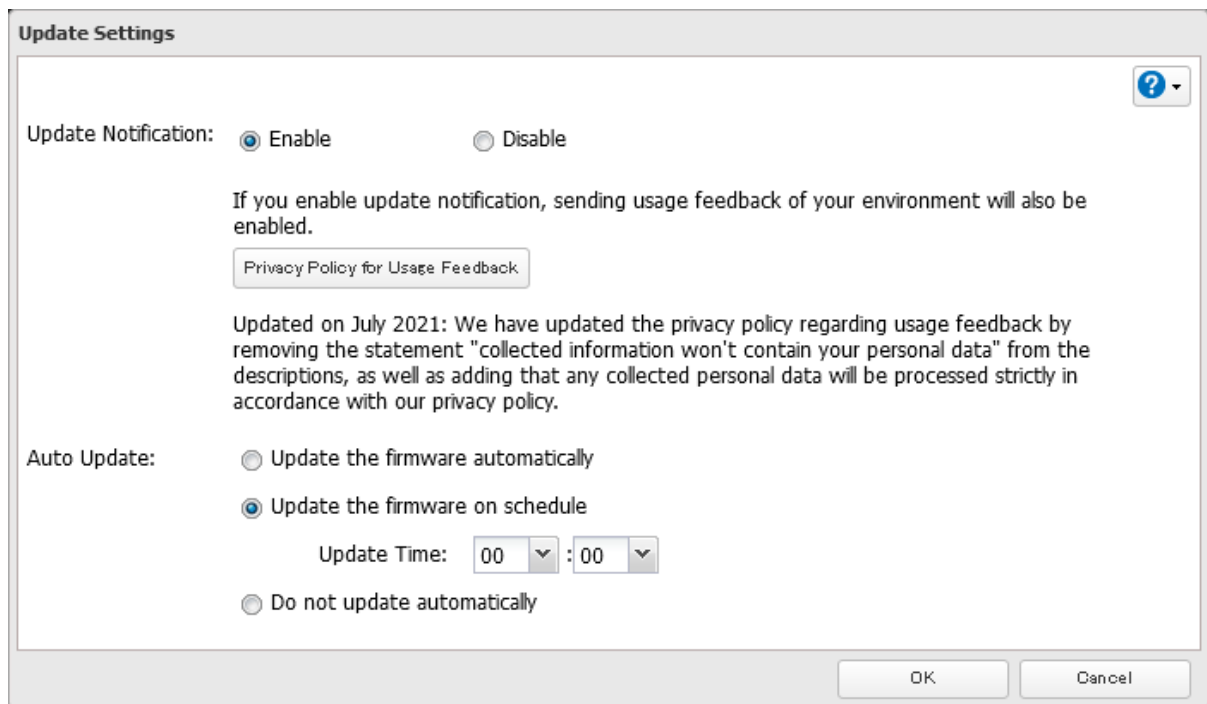 Update Settings
?
Update Notification: Enable Disable
If you enable update notification, sending usage feedback of your environment will also be
enabled.
Privacy Policy for Usage Feedback
Updated on July 2021: We have updated the privacy policy regarding usage feedback by
removing the statement "collected information won't contain your personal data" from the
descriptions, as well as adding that any collected personal data will be processed strictly in
accordance with our privacy policy.
Auto Update: Update the firmware automatically
Update the firmware on schedule
Update Time: 00 : 00
Do not update automatically
OK Cancel